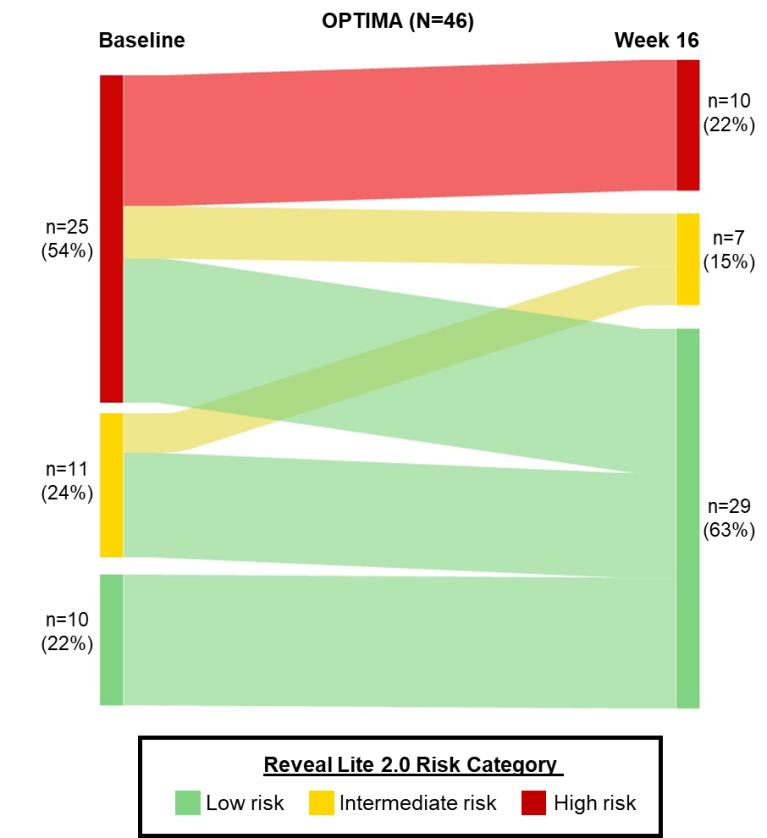 OPTIMA (N=46)
Baseline
Week 16
n=10
(22%)
n=25
(54%)
n=7
(15%)
n=11
(24%)
n=29
(63%)
n=10
(22%)
Reveal Lite 2.0 Risk Category
Low risk
Intermediate risk
High risk